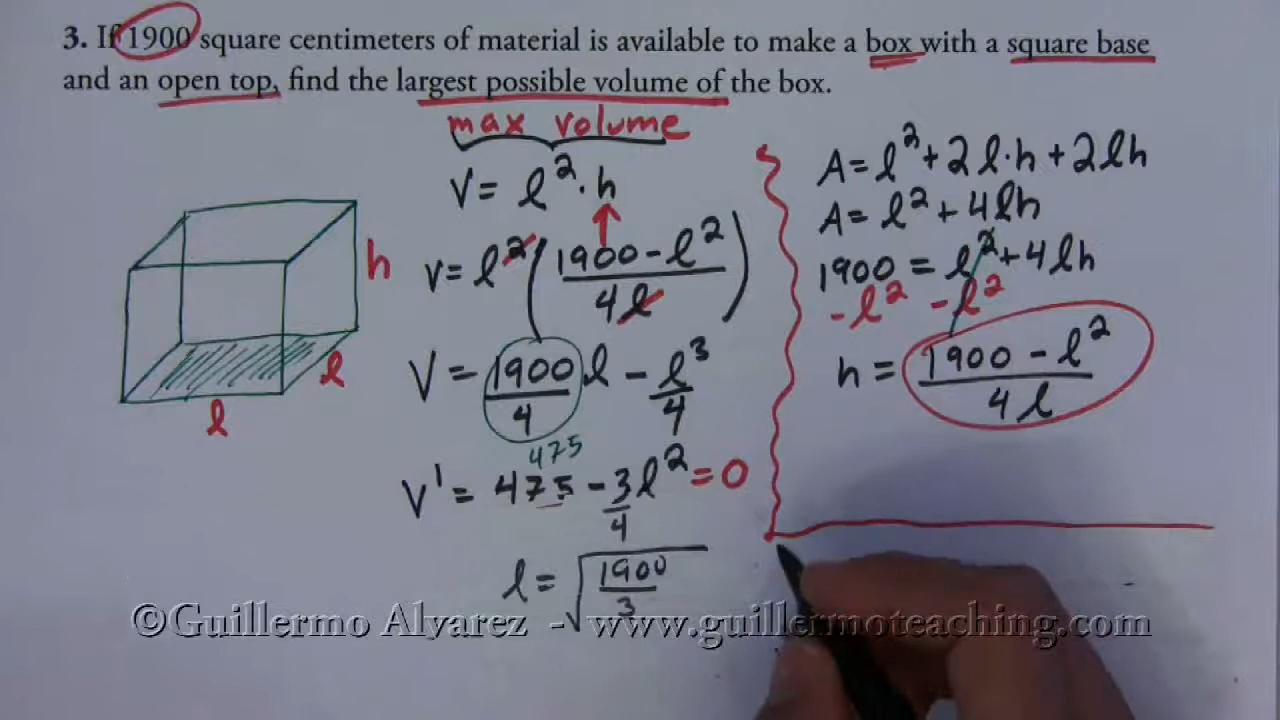 3. If 1900 square centimeters of material is available to make a box with a square base
and an open top, find the largest possible volume of the box.
max volume
V = l² · h
V = l² (1900 - l² / 4l)
V = 1900/4 l - l³/4
475
V' = 475 - 3/4 l² = 0
l = √(1900/3)
h
l
l
A = l² + 2l·h + 2lh
A = l² + 4lh
1900 = l² + 4lh
-l² -l²
h = 1900 - l² / 4l
©Guillermo Alvarez - www.guillermoteaching.com